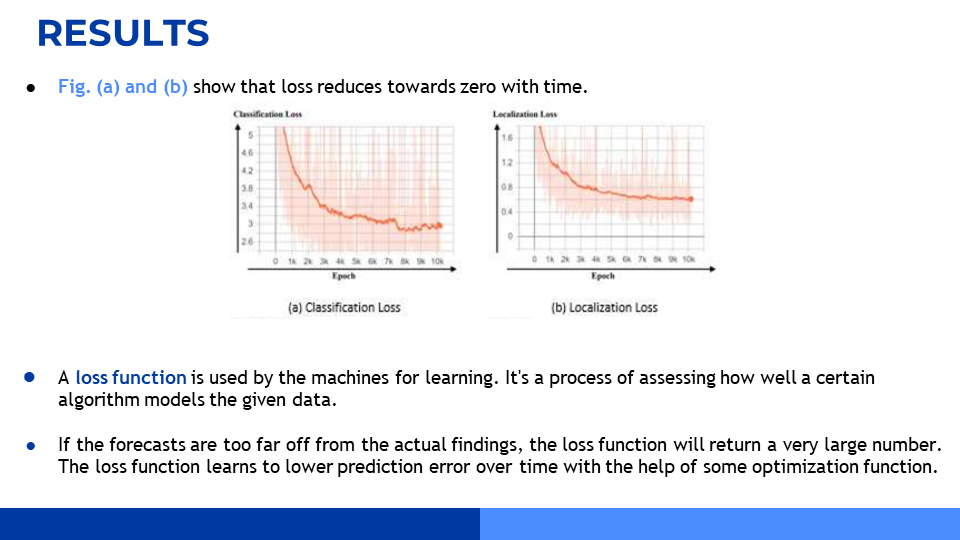 RESULTS
● Fig. (a) and (b) show that loss reduces towards zero with time.
Classification Loss
5
4.6
4.2
3.8
3.4
3
2.6
0 1k 2k 3k 4k 5k 6k 7k 8k 9k 10k
Epoch
(a) Classification Loss
Localization Loss
1.6
1.2
0.8
0.4
0
0 1k 2k 3k 4k 5k 6k 7k 8k 9k 10k
Epoch
(b) Localization Loss
● A loss function is used by the machines for learning. It's a process of assessing how well a certain
algorithm models the given data.
● If the forecasts are too far off from the actual findings, the loss function will return a very large number.
The loss function learns to lower prediction error over time with the help of some optimization function.